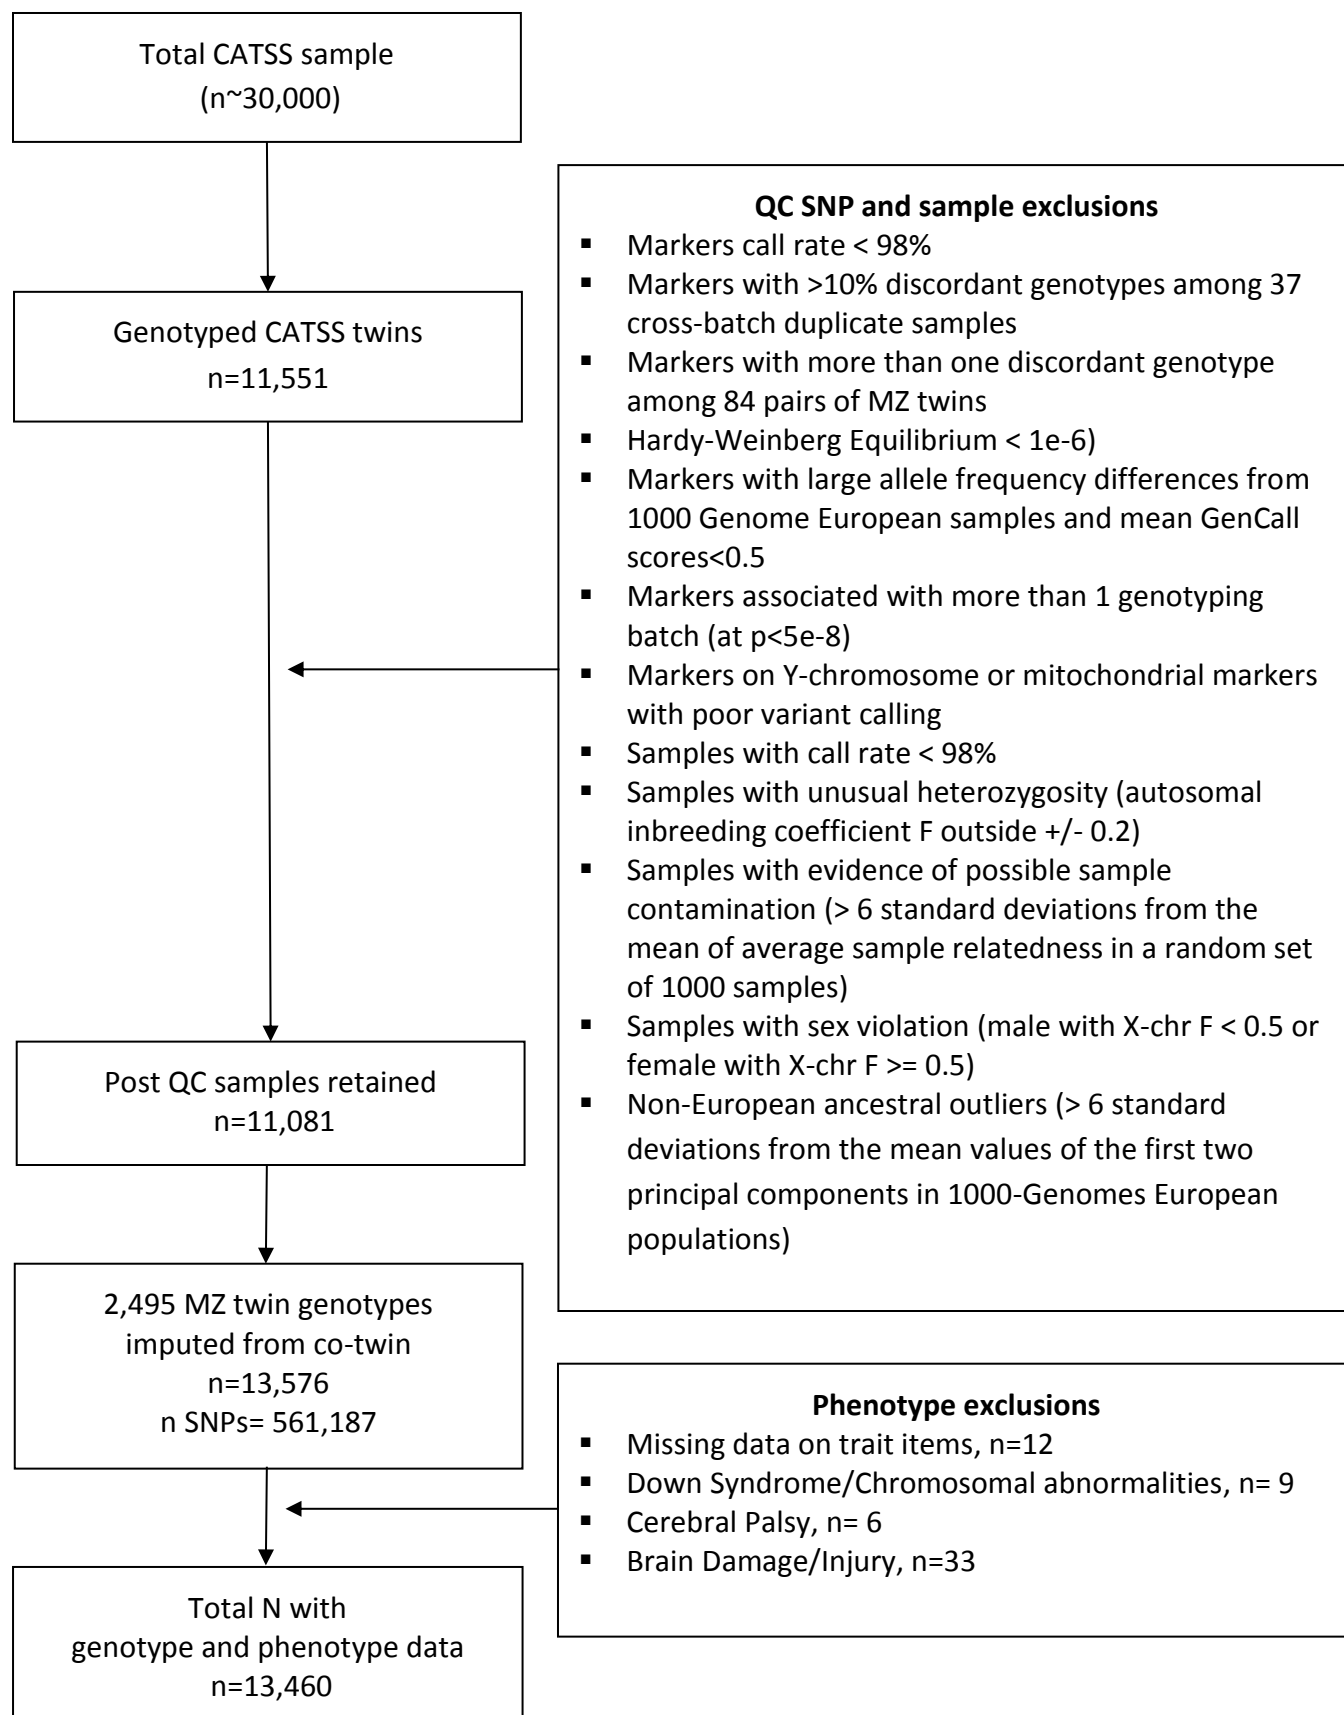 Total CATSS sample
(n~30,000)
Genotyped CATSS twins
n=11,551
QC SNP and sample exclusions
▪ Markers call rate < 98%
▪ Markers with >10% discordant genotypes among 37
cross-batch duplicate samples
▪ Markers with more than one discordant genotype
among 84 pairs of MZ twins
▪ Hardy-Weinberg Equilibrium < 1e-6)
▪ Markers with large allele frequency differences from
1000 Genome European samples and mean GenCall
scores<0.5
▪ Markers associated with more than 1 genotyping
batch (at p<5e-8)
▪ Markers on Y-chromosome or mitochondrial markers
with poor variant calling
▪ Samples with call rate < 98%
▪ Samples with unusual heterozygosity (autosomal
inbreeding coefficient F outside +/- 0.2)
▪ Samples with evidence of possible sample
contamination (> 6 standard deviations from the
mean of average sample relatedness in a random set
of 1000 samples)
▪ Samples with sex violation (male with X-chr F < 0.5 or
female with X-chr F >= 0.5)
▪ Non-European ancestral outliers (> 6 standard
deviations from the mean values of the first two
principal components in 1000-Genomes European
populations)
Post QC samples retained
n=11,081
2,495 MZ twin genotypes
imputed from co-twin
n=13,576
n SNPs= 561,187
Phenotype exclusions
▪ Missing data on trait items, n=12
▪ Down Syndrome/Chromosomal abnormalities, n= 9
▪ Cerebral Palsy, n= 6
▪ Brain Damage/Injury, n=33
Total N with
genotype and phenotype data
n=13,460